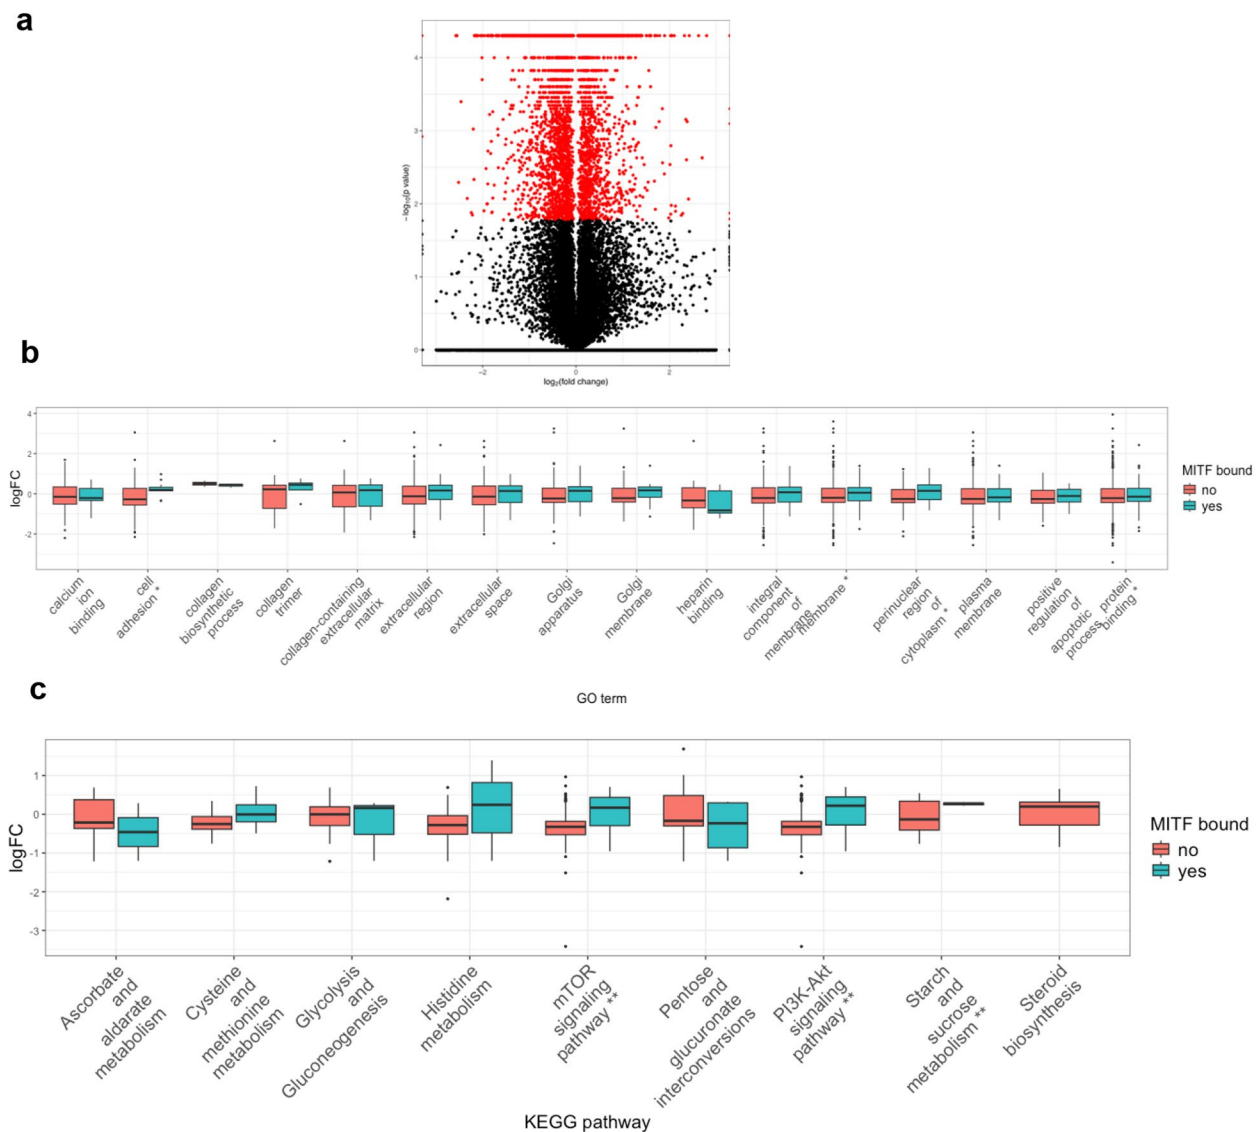 a
4
3
2
1
0
−log10(p value)
−2
0
2
log2(fold change)
b
4
2
0
-2
logFC
calcium
ion
binding
cell
adhesion *
collagen
biosynthetic
process
collagen
trimer
collagen-containing
extracellular
matrix
extracellular
region
extracellular
space
Golgi
apparatus
Golgi
membrane
heparin
binding
integral
component
of
membrane
membrane *
perinuclear
region
of
cytoplasm *
plasma
membrane
positive
regulation
of
apoptotic
process
protein
binding *
GO term
MITF bound
no
yes
c
1
0
-1
-2
-3
logFC
Ascorbate
and
aldarate
metabolism
Cysteine
and
methionine
metabolism
Glycolysis
and
Gluconeogenesis
Histidine
metabolism
mTOR
signaling
pathway **
Pentose
and
glucuronate
interconversions
PI3K-Akt
signaling
pathway **
Starch
and
sucrose
metabolism **
Steroid
biosynthesis
KEGG pathway
MITF bound
no
yes